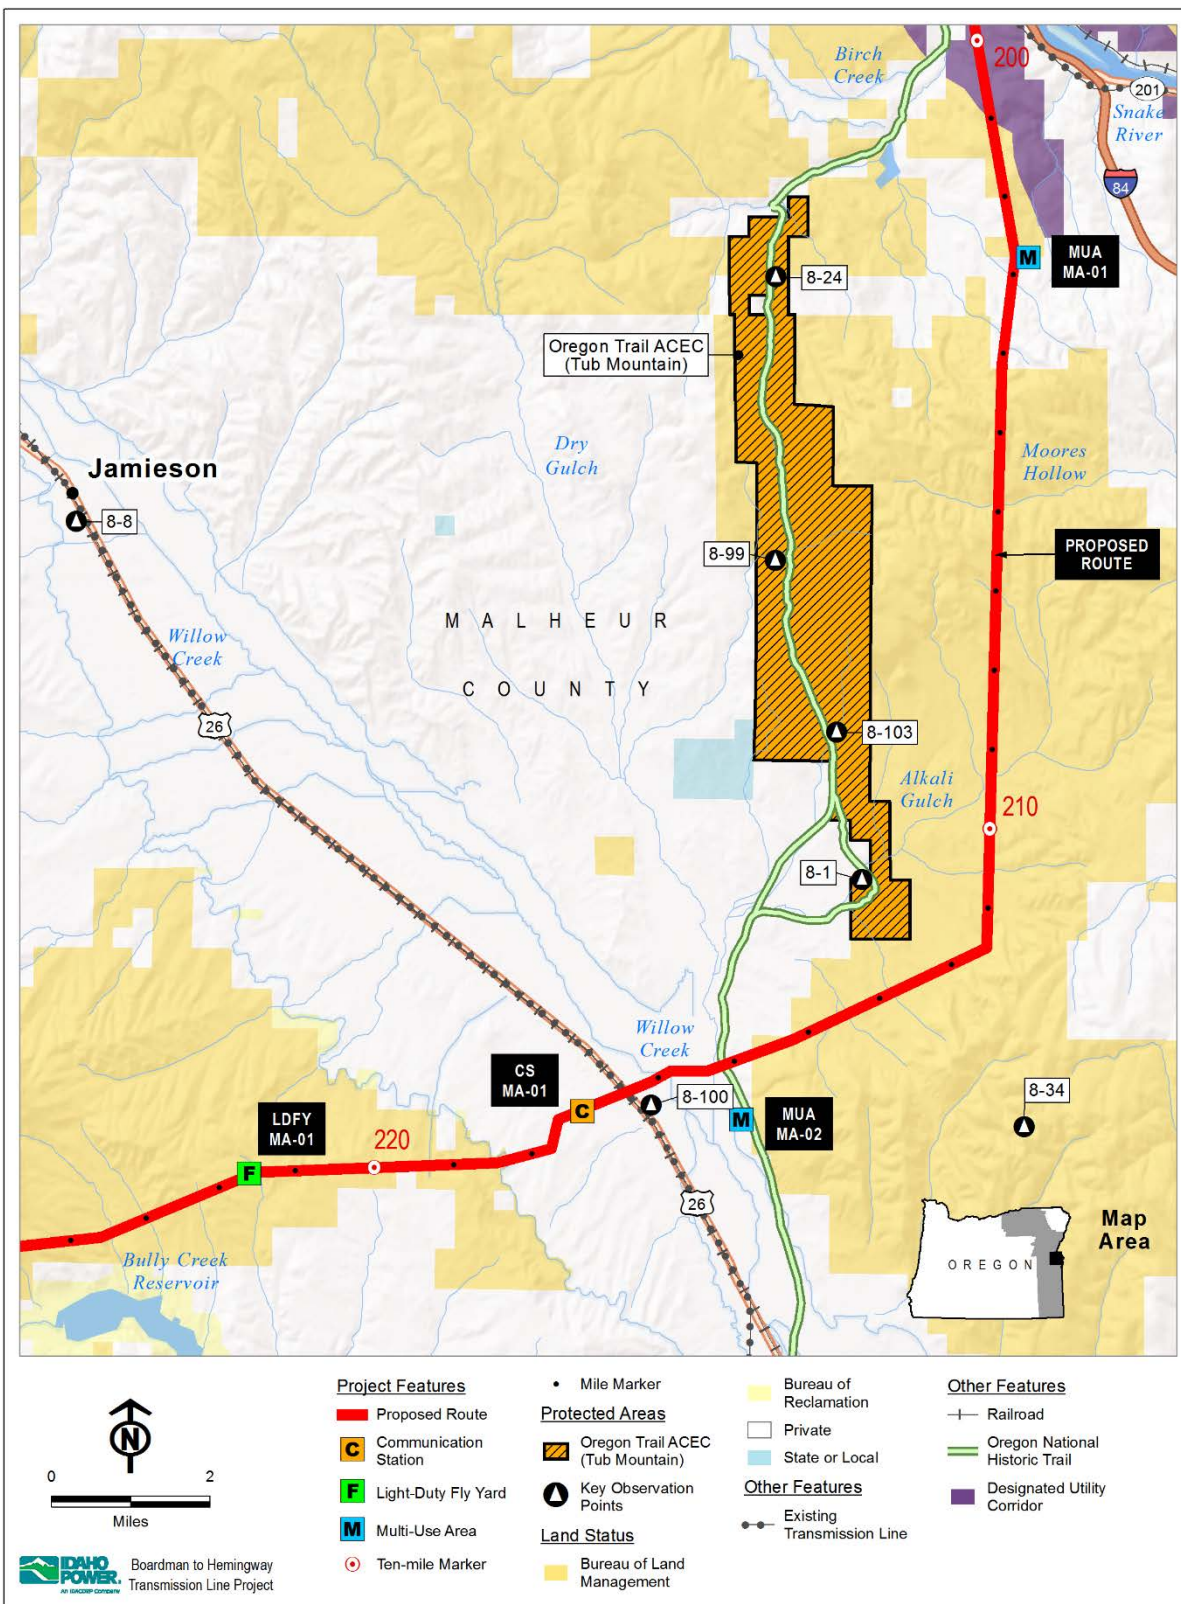 Birch
Creek
200
201
Snake
River
84
MUA
MA-01
8-24
Oregon Trail ACEC
(Tub Mountain)
Dry
Gulch
Moores
Hollow
Jamieson
8-8
8-99
PROPOSED
ROUTE
MALHEUR
COUNTY
Willow
Creek
26
8-103
Alkali
Gulch
210
8-1
Willow
Creek
CS
MA-01
C
8-100
M
MUA
MA-02
8-34
LDFY
MA-01
220
F
26
M
Bully Creek
Reservoir
OREGON
Map
Area
N
0 2
Miles
IDAHO
POWER.
An IDACORP Company
Boardman to Hemingway
Transmission Line Project
Project Features
Proposed Route
C
Communication
Station
F
Light-Duty Fly Yard
M
Multi-Use Area
Ten-mile Marker
Mile Marker
Protected Areas
Oregon Trail ACEC
(Tub Mountain)
Key Observation
Points
Land Status
Bureau of Land
Management
Bureau of
Reclamation
Private
State or Local
Other Features
Existing
Transmission Line
Other Features
Railroad
Oregon National
Historic Trail
Designated Utility
Corridor